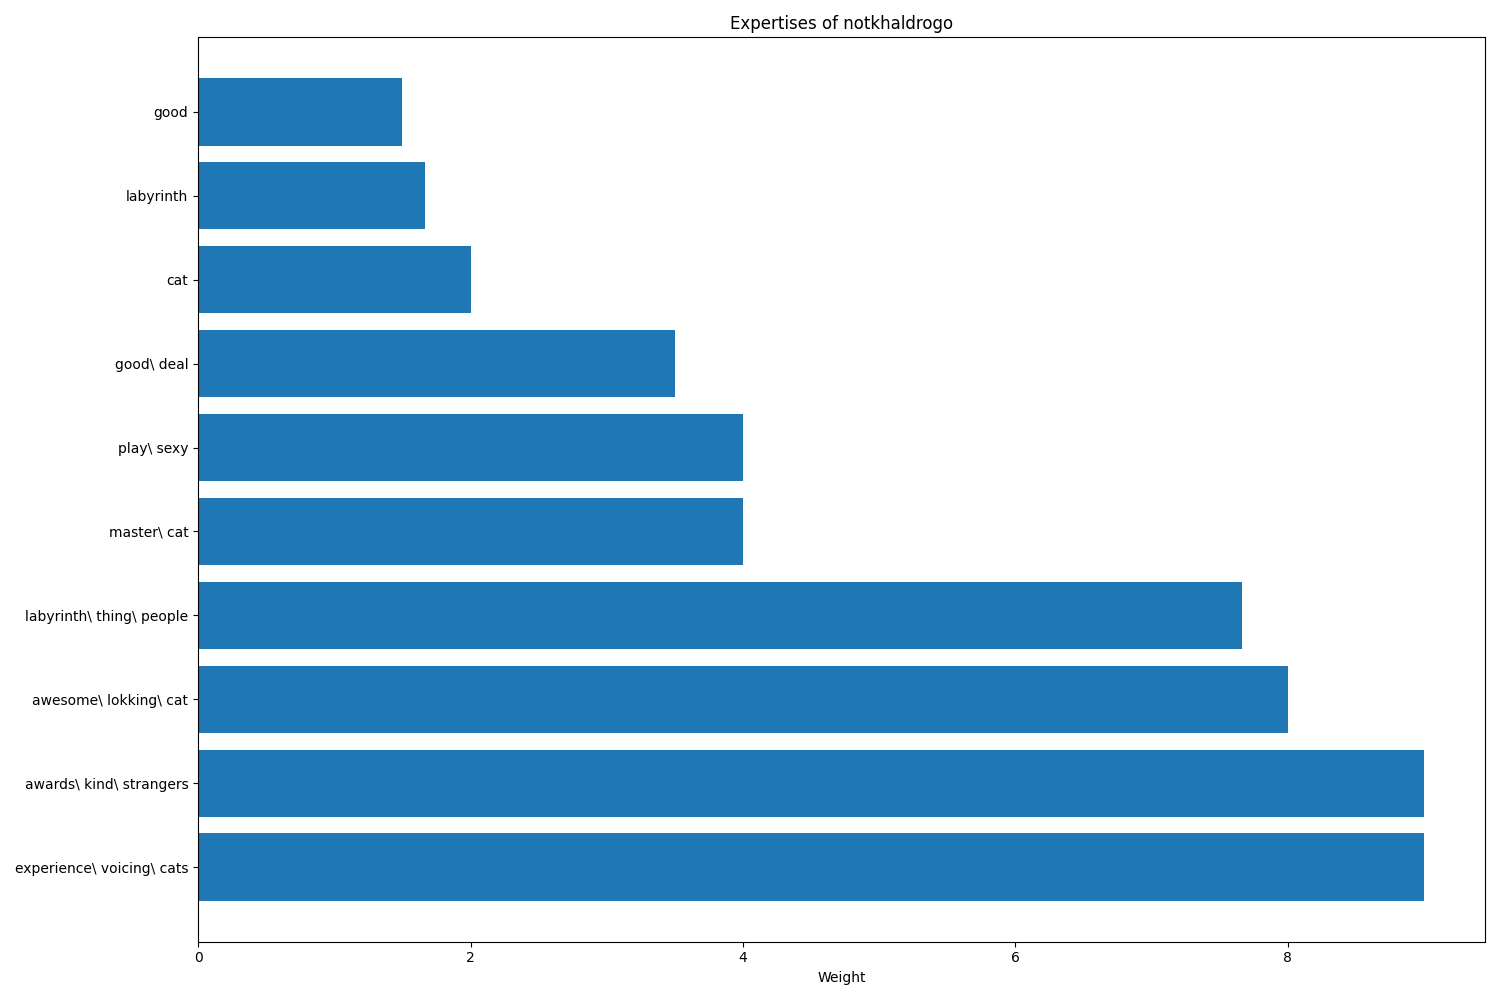 Expertises of notkhaldrogo
good
labyrinth
cat
good\ deal
play\ sexy
master\ cat
labyrinth\ thing\ people
awesome\ lokking\ cat
awards\ kind\ strangers
experience\ voicing\ cats
0 2 4 6 8
Weight